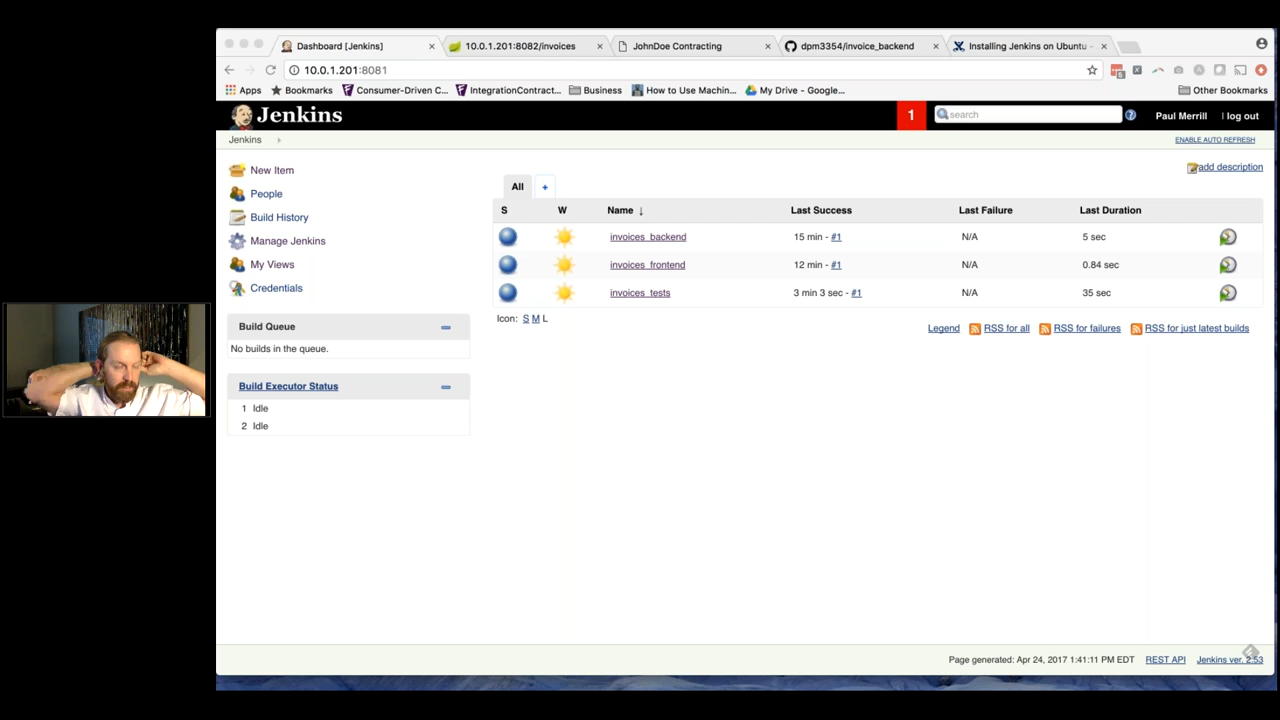 Dashboard [Jenkins]
10.0.1.201:8082/invoices
JohnDoe Contracting
dpm3354/invoice_backend
Installing Jenkins on Ubuntu -
10.0.1.201:8081
Apps
Bookmarks
Consumer-Driven C...
IntegrationContract...
Business
How to Use Machin...
My Drive - Google...
Other Bookmarks
Jenkins
1
search
Paul Merrill
| log out
Jenkins
ENABLE AUTO REFRESH
New Item
People
Build History
Manage Jenkins
My Views
Credentials
add description
All
+
S W Name ↓ Last Success Last Failure Last Duration
invoices_backend 15 min - #1 N/A 5 sec
invoices_frontend 12 min - #1 N/A 0.84 sec
invoices_tests 3 min 3 sec - #1 N/A 35 sec
Icon: S M L
Legend RSS for all RSS for failures RSS for just latest builds
Build Queue
No builds in the queue.
Build Executor Status
1 Idle
2 Idle
Page generated: Apr 24, 2017 1:41:11 PM EDT REST API Jenkins ver. 2.53